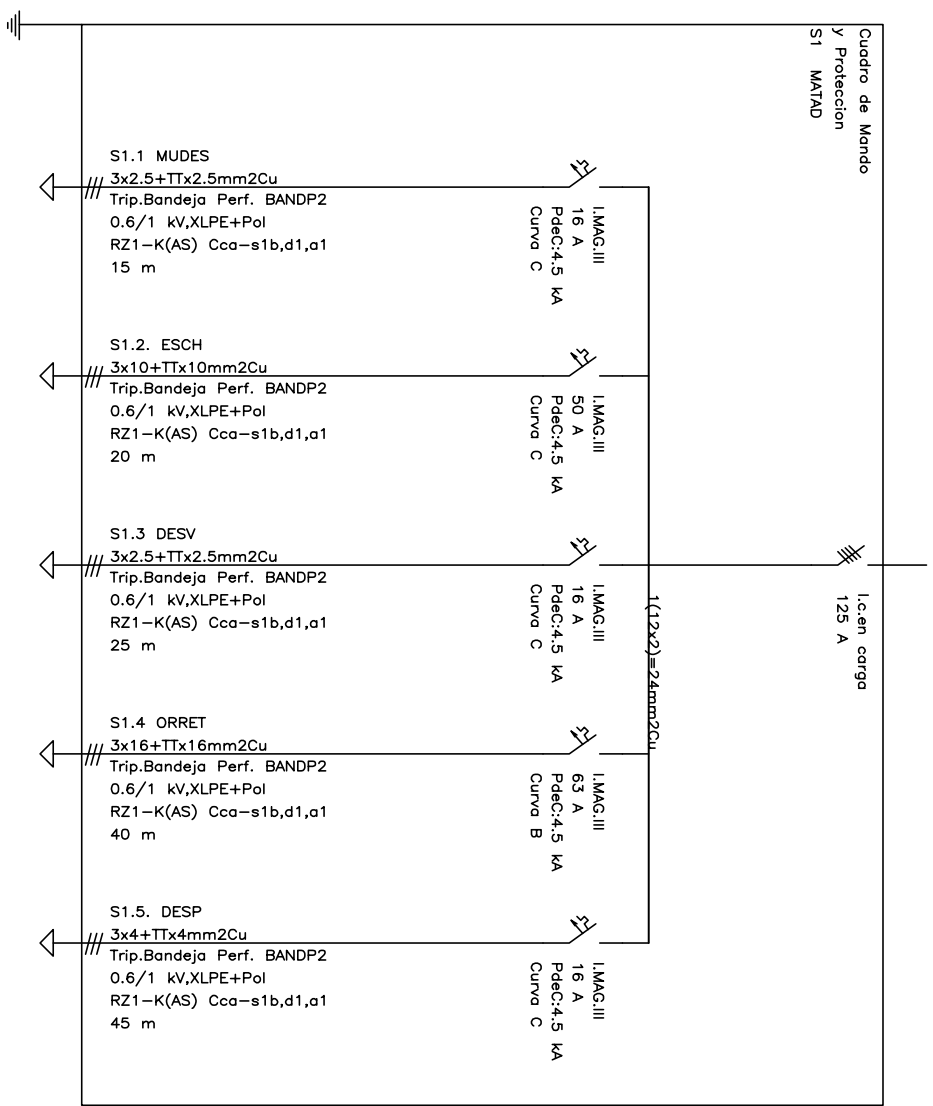 Cuadro de Mando
y Proteccion
S1 MATAD
I.c.en carga
125 A
1(12x2)=24mm2Cu
I.MAG.III
16 A
PdeC:4.5 kA
Curva C
S1.1 MUDES
3x2.5+TTx2.5mm2Cu
Trip.Bandeja Perf. BANDP2
0.6/1 kV,XLPE+Pol
RZ1-K(AS) Cca-s1b,d1,a1
15 m
I.MAG.III
50 A
PdeC:4.5 kA
Curva C
S1.2. ESCH
3x10+TTx10mm2Cu
Trip.Bandeja Perf. BANDP2
0.6/1 kV,XLPE+Pol
RZ1-K(AS) Cca-s1b,d1,a1
20 m
I.MAG.III
16 A
PdeC:4.5 kA
Curva C
S1.3 DESV
3x2.5+TTx2.5mm2Cu
Trip.Bandeja Perf. BANDP2
0.6/1 kV,XLPE+Pol
RZ1-K(AS) Cca-s1b,d1,a1
25 m
I.MAG.III
63 A
PdeC:4.5 kA
Curva B
S1.4 ORRET
3x16+TTx16mm2Cu
Trip.Bandeja Perf. BANDP2
0.6/1 kV,XLPE+Pol
RZ1-K(AS) Cca-s1b,d1,a1
40 m
I.MAG.III
16 A
PdeC:4.5 kA
Curva C
S1.5. DESP
3x4+TTx4mm2Cu
Trip.Bandeja Perf. BANDP2
0.6/1 kV,XLPE+Pol
RZ1-K(AS) Cca-s1b,d1,a1
45 m